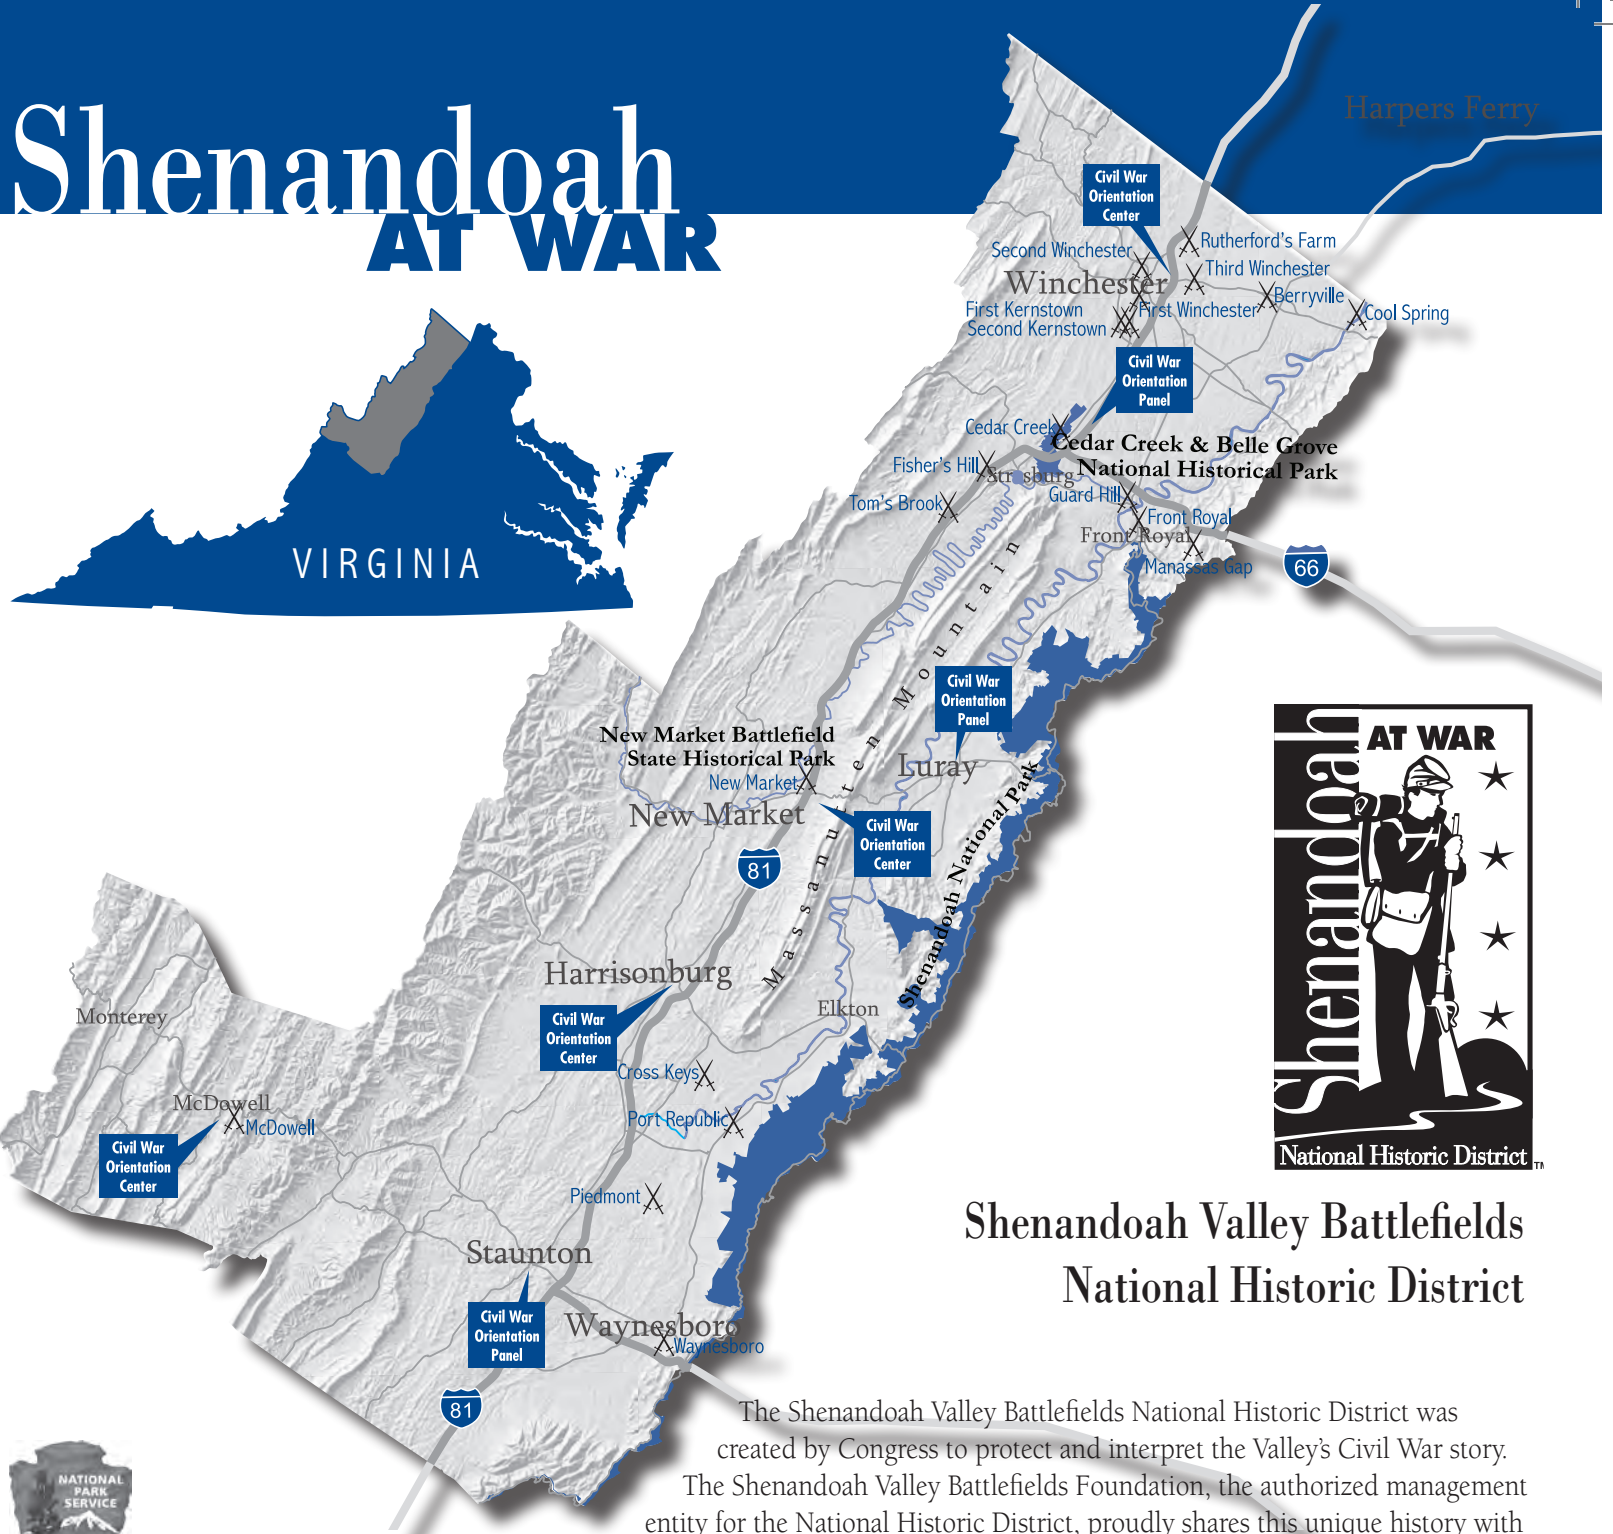 Shenandoah
AT WAR
Harpers Ferry
Civil War
Orientation
Center
Rutherford's Farm
Second Winchester
Third Winchester
Winchester
Berryville
First Kernstown
First Winchester
Cool Spring
Second Kernstown
Civil War
Orientation
Panel
Cedar Creek
Cedar Creek & Belle Grove
National Historical Park
Fisher's Hill
Strasburg
Guard Hill
Tom's Brook
Front Royal
Front Royal
Manassas Gap
66
VIRGINIA
Massanutten Mountain
Civil War
Orientation
Panel
New Market Battlefield
State Historical Park
New Market
Luray
New Market
Civil War
Orientation
Center
81
Shenandoah National Park
Harrisonburg
Elkton
Civil War
Orientation
Center
Monterey
Cross Keys
McDowell
McDowell
Port Republic
Civil War
Orientation
Center
Piedmont
Staunton
Civil War
Orientation
Panel
Waynesboro
Waynesboro
81
Shenandoah
AT WAR
National Historic District
TM
Shenandoah Valley Battlefields
National Historic District
The Shenandoah Valley Battlefields National Historic District was
created by Congress to protect and interpret the Valley's Civil War story.
The Shenandoah Valley Battlefields Foundation, the authorized management
entity for the National Historic District, proudly shares this unique history with
NATIONAL
PARK
SERVICE